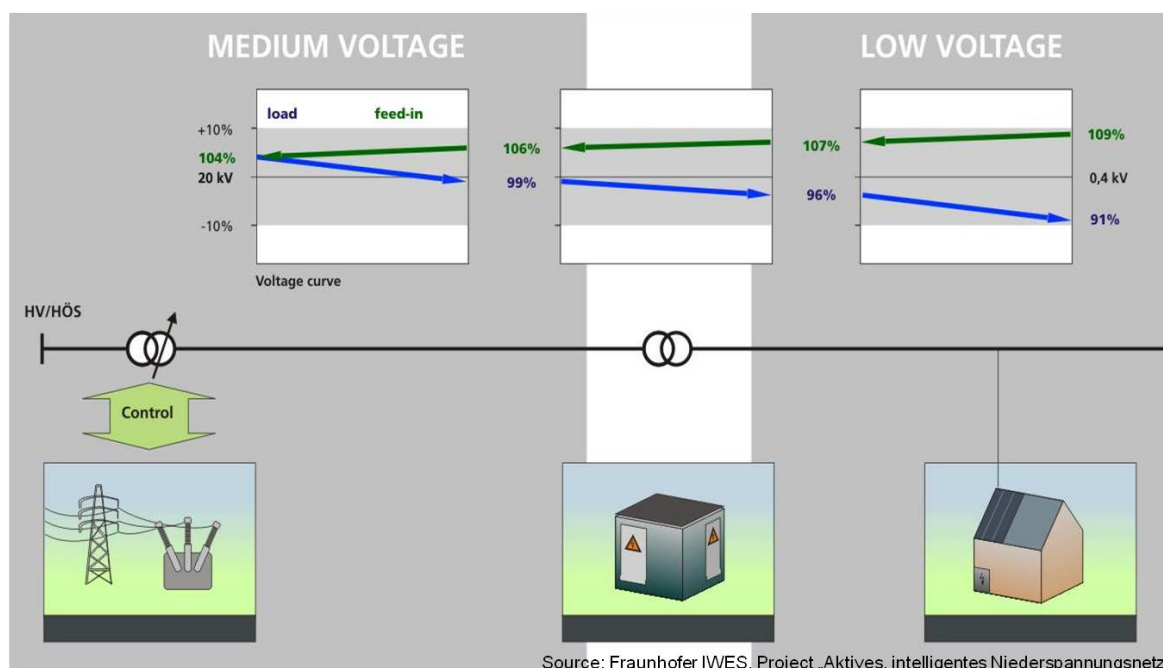 MEDIUM VOLTAGE
LOW VOLTAGE
load feed-in
+10%
104%
20 kV
-10%
106%
99%
107%
96%
109%
0,4 kV
91%
Voltage curve
HV/HÖS
Control
Source: Fraunhofer IWES, Project „Aktives, intelligentes Niederspannungsnetz